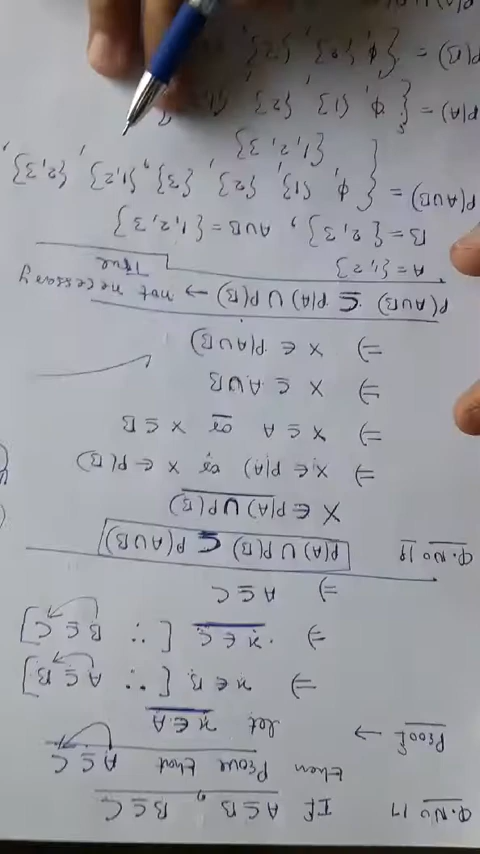 Q.No 17 If A⊆B, B⊆C
then Prove that A⊆C
Proof → let x∈A
⇒ x∈B [∵ A⊆B]
⇒ x∈C [∵ B⊆C]
⇒ A⊆C
Q.No 19 P(A)∪P(B) ⊆ P(A∪B)
X∈P(A)∪P(B)
⇒ X∈P(A) or X∈P(B)
⇒ X⊆A or X⊆B
⇒ X⊆A∪B
⇒ X∈P(A∪B)
P(A∪B) ⊆ P(A)∪P(B) → not necessary
True
A={1,2}
B={2,3}, A∪B={1,2,3}
P(A∪B)={ϕ, {1}, {2}, {3}, {1,2}, {2,3},
{1,2,3}
P(A)={ϕ, {1}, {2},
P(B)={ϕ, {2}, {2}